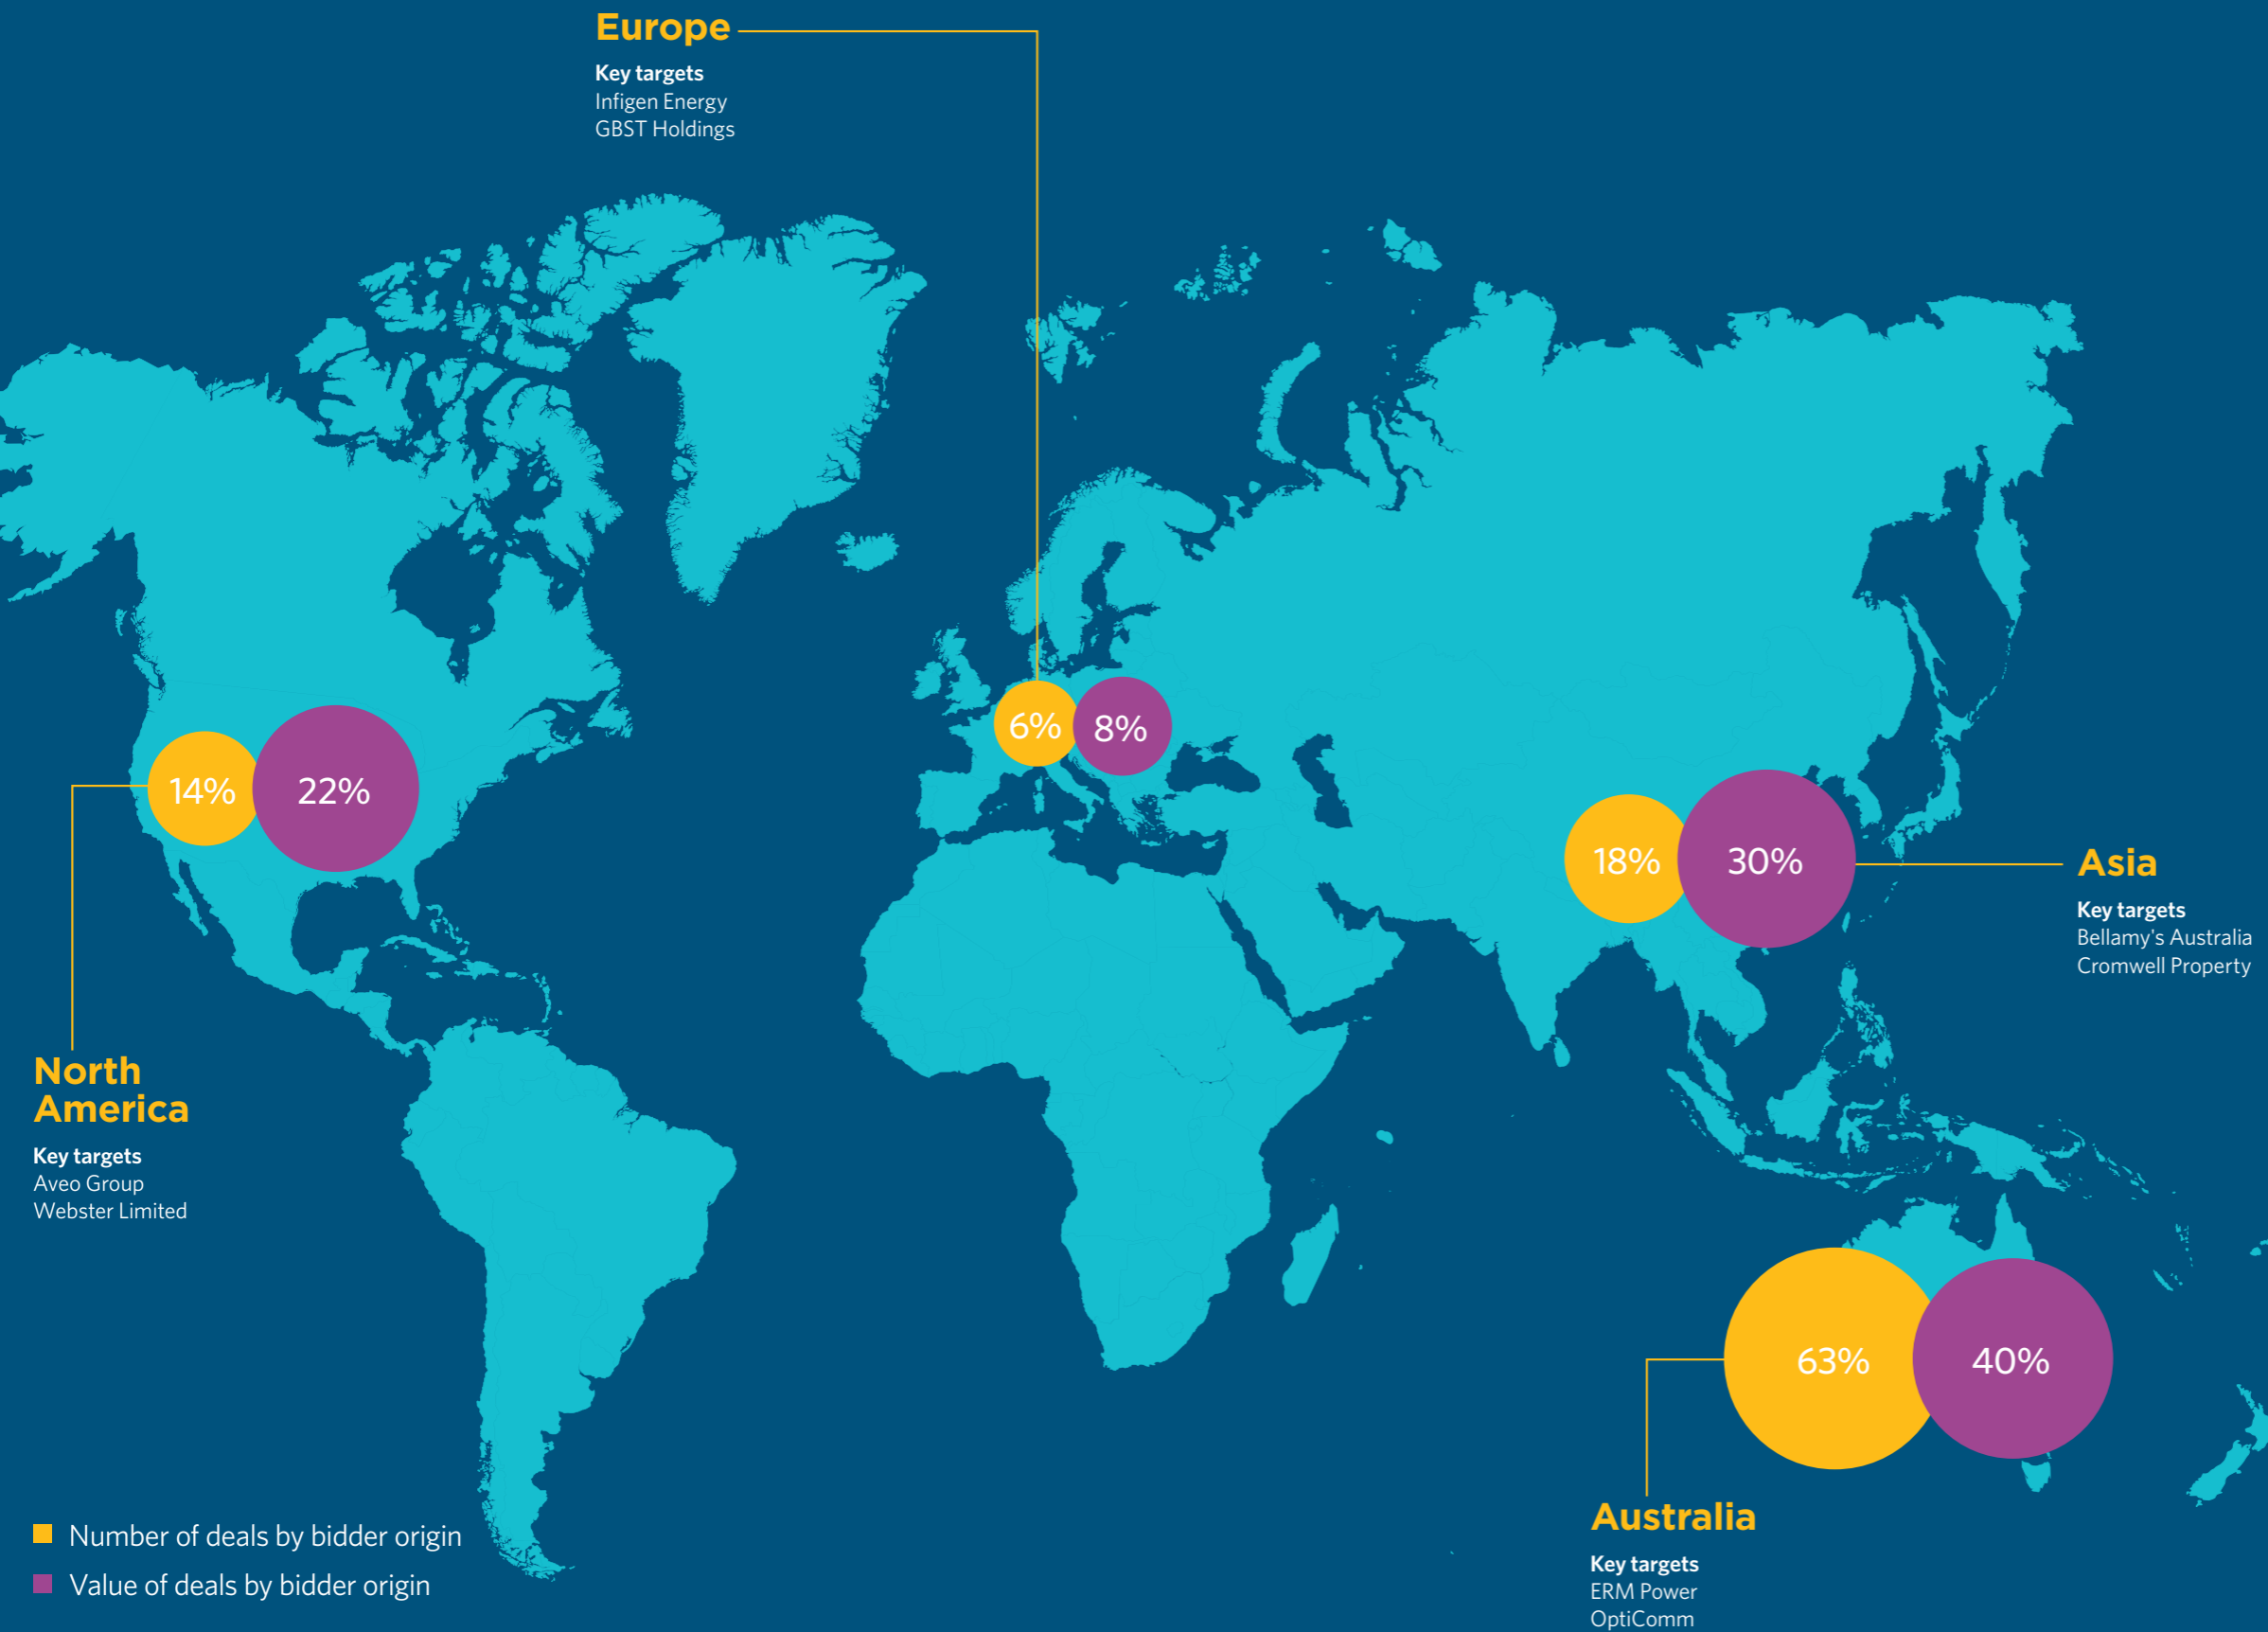 Europe
Key targets
Infigen Energy
GBST Holdings
6%
8%
14%
22%
18%
30%
Asia
Key targets
Bellamy's Australia
Cromwell Property
North
America
Key targets
Aveo Group
Webster Limited
63%
40%
Australia
Key targets
ERM Power
OptiComm
Number of deals by bidder origin
Value of deals by bidder origin